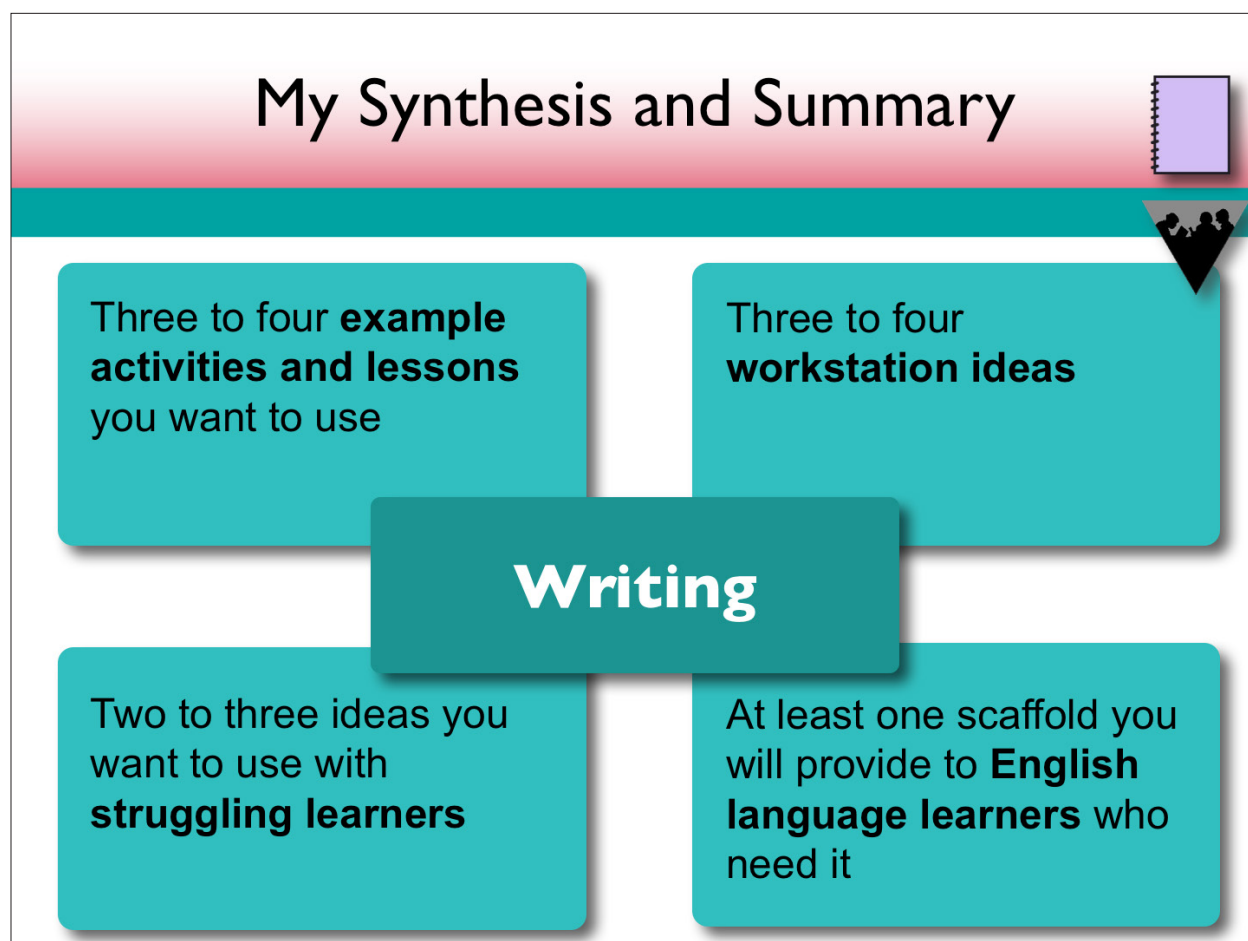 My Synthesis and Summary
Three to four example
activities and lessons
you want to use
Three to four
workstation ideas
Writing
Two to three ideas you
want to use with
struggling learners
At least one scaffold you
will provide to English
language learners who
need it